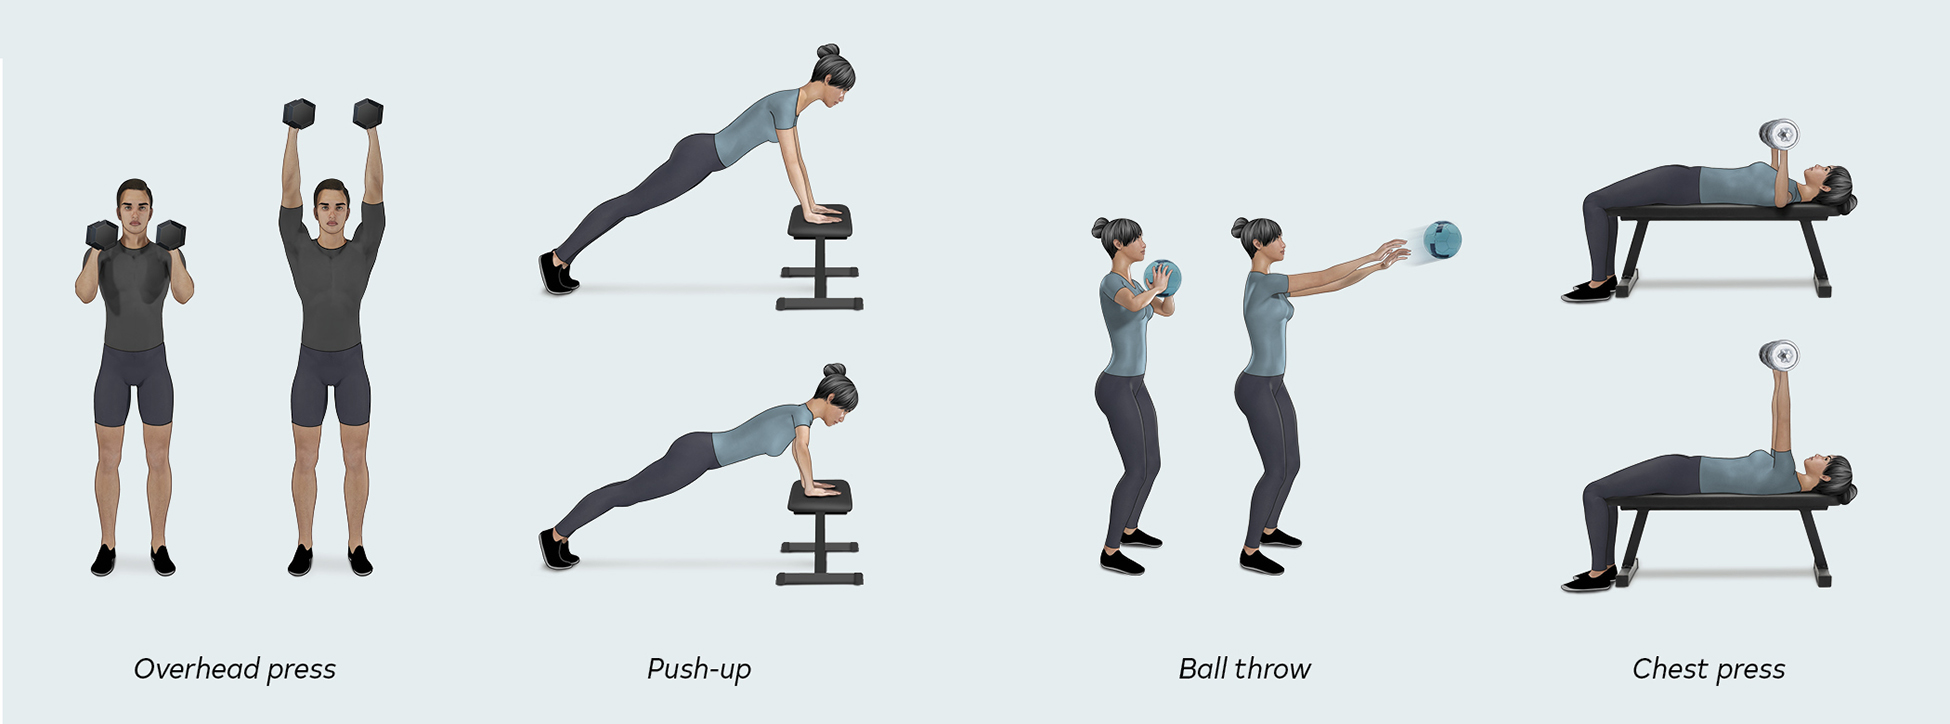 Overhead press
Push-up
Ball throw
Chest press